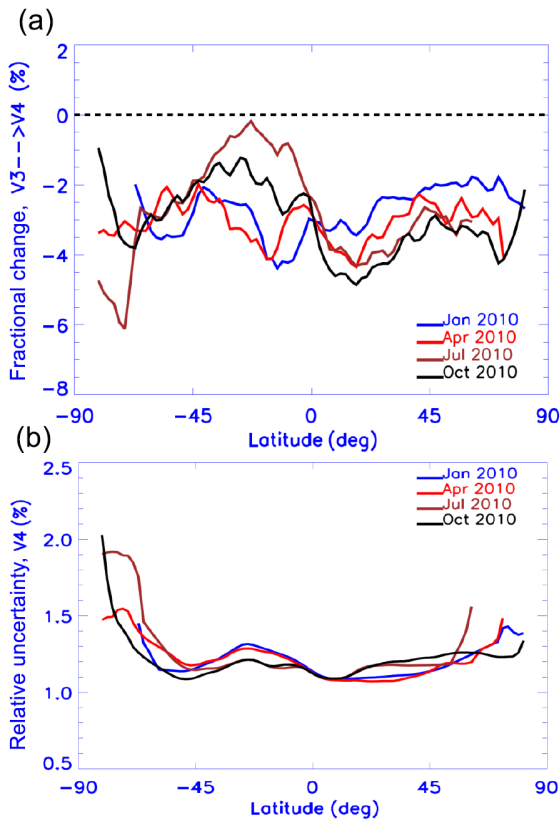 (a)
Fractional change, V3-->V4 (%)
2
0
-2
-4
-6
-8
Jan 2010
Apr 2010
Jul 2010
Oct 2010
-90 -45 0 45 90
Latitude (deg)
(b)
Relative uncertainty, V4 (%)
2.5
2.0
1.5
1.0
0.5
Jan 2010
Apr 2010
Jul 2010
Oct 2010
-90 -45 0 45 90
Latitude (deg)